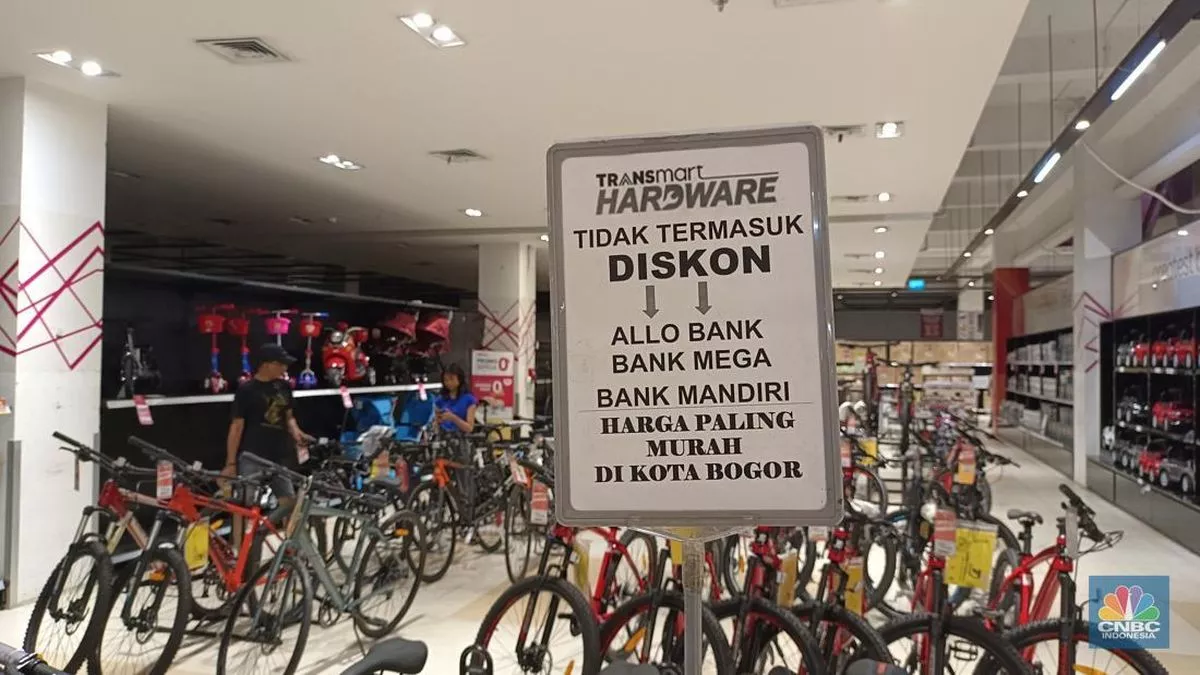 TRANSmart
HARDWARE
TIDAK TERMASUK
DISKON
ALLO BANK
BANK MEGA
BANK MANDIRI
HARGA PALING
MURAH
DI KOTA BOGOR
CNBC
INDONESIA